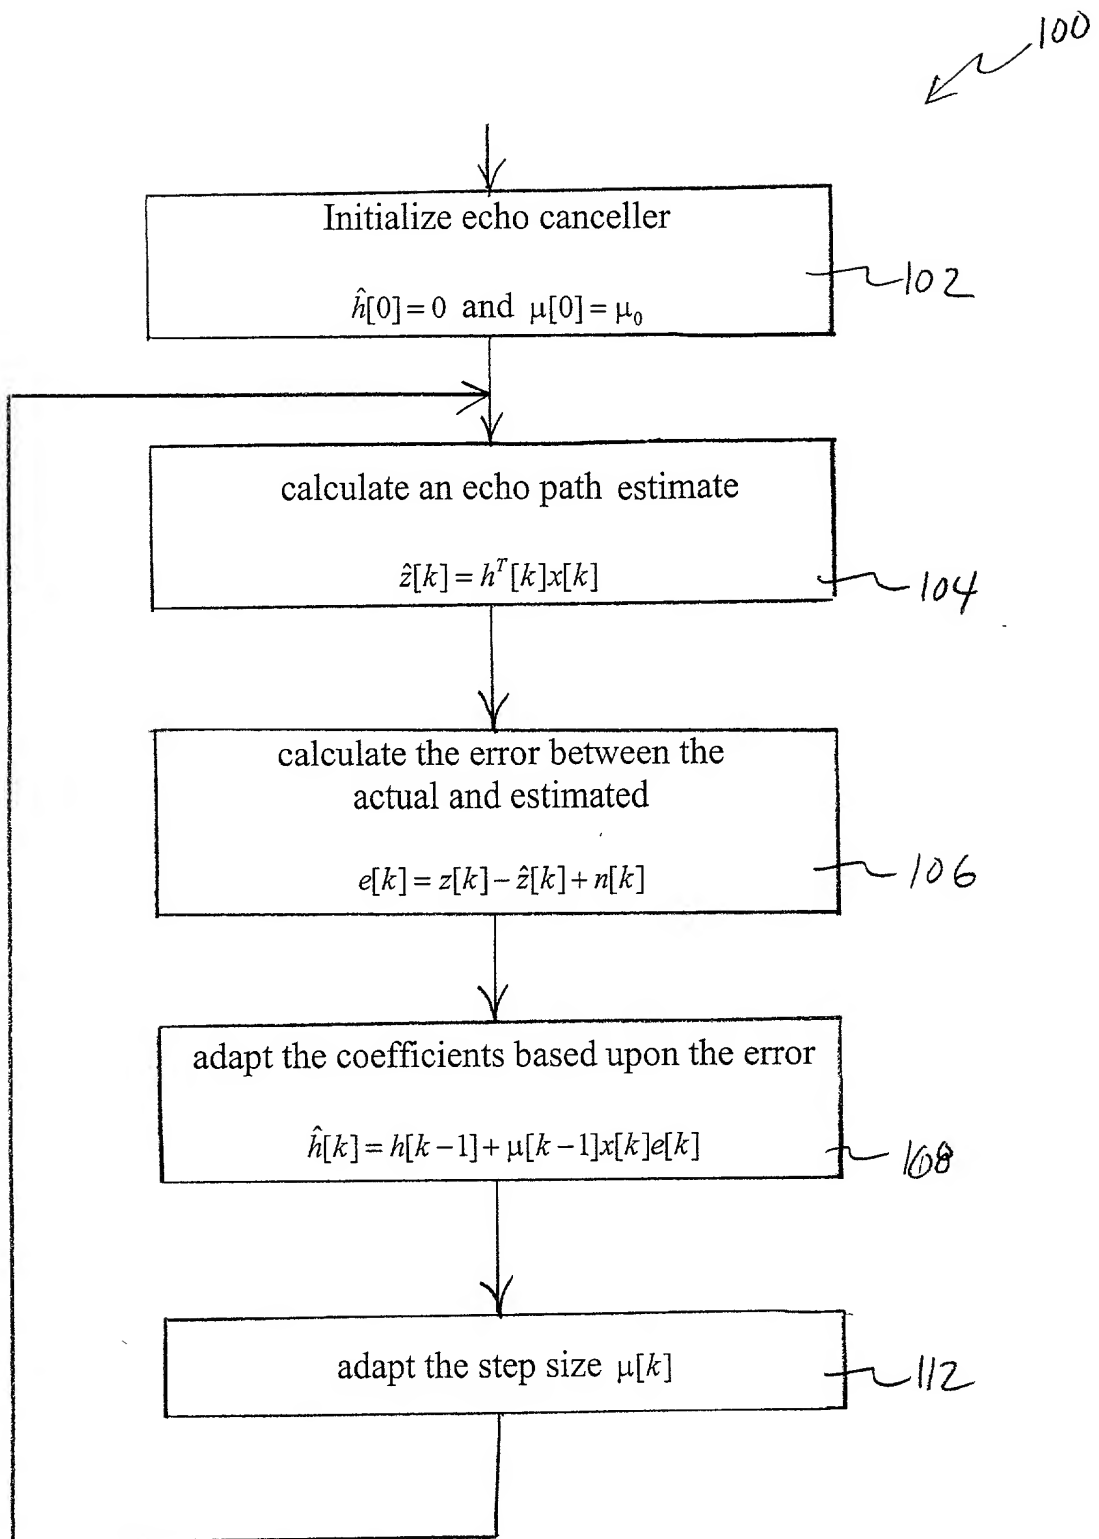 100
Initialize echo canceller
ĥ[0] = 0 and μ[0] = μ₀
102
calculate an echo path estimate
ẑ[k] = hᵀ[k]x[k]
104
calculate the error between the
actual and estimated
e[k] = z[k] − ẑ[k] + n[k]
106
adapt the coefficients based upon the error
ĥ[k] = h[k−1] + μ[k−1]x[k]e[k]
108
adapt the step size μ[k]
112